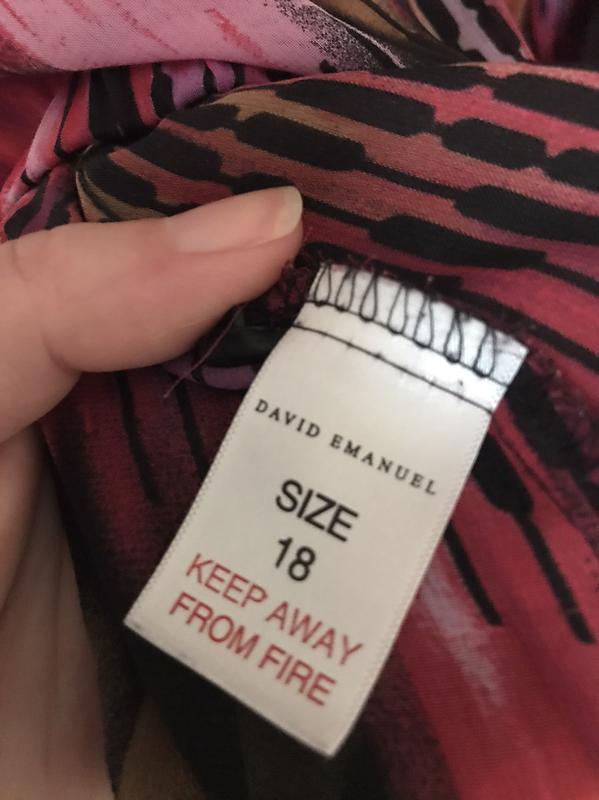 DAVID EMANUEL
SIZE
18
KEEP AWAY
FROM FIRE